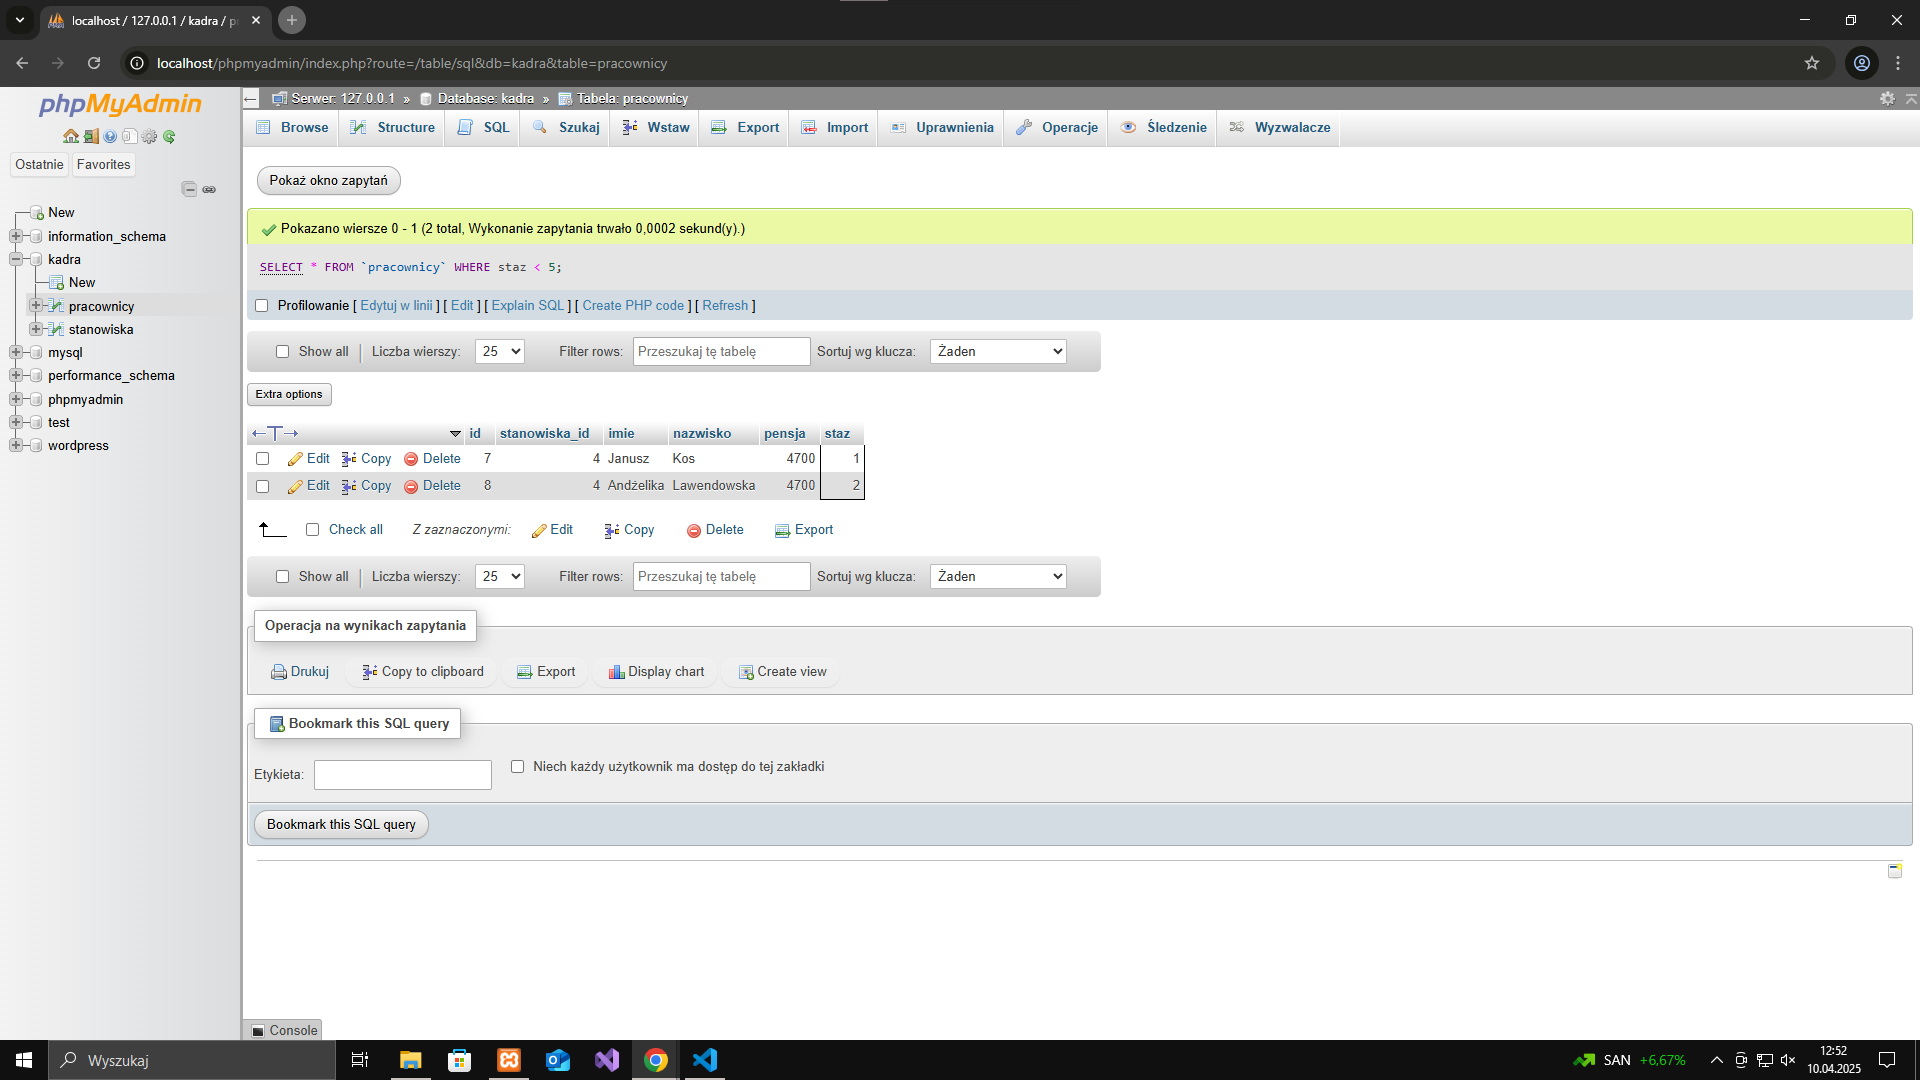 localhost / 127.0.0.1 / kadra / p
localhost/phpmyadmin/index.php?route=/table/sql&db=kadra&table=pracownicy
phpMyAdmin
Ostatnie Favorites
New
information_schema
kadra
New
pracownicy
stanowiska
mysql
performance_schema
phpmyadmin
test
wordpress
Serwer: 127.0.0.1 » Database: kadra » Tabela: pracownicy
Browse Structure SQL Szukaj Wstaw Export Import Uprawnienia Operacje Śledzenie Wyzwalacze
Pokaż okno zapytań
Pokazano wiersze 0 - 1 (2 total, Wykonanie zapytania trwało 0,0002 sekund(y).)
SELECT * FROM `pracownicy` WHERE staz < 5;
Profilowanie [ Edytuj w linii ] [ Edit ] [ Explain SQL ] [ Create PHP code ] [ Refresh ]
Show all Liczba wierszy: 25 Filter rows: Przeszukaj tę tabelę Sortuj wg klucza: Żaden
Extra options
←T→ id stanowiska_id imie nazwisko pensja staz
Edit Copy Delete 7 4 Janusz Kos 4700 1
Edit Copy Delete 8 4 Andżelika Lawendowska 4700 2
Check all Z zaznaczonymi: Edit Copy Delete Export
Show all Liczba wierszy: 25 Filter rows: Przeszukaj tę tabelę Sortuj wg klucza: Żaden
Operacja na wynikach zapytania
Drukuj Copy to clipboard Export Display chart Create view
Bookmark this SQL query
Etykieta: Niech każdy użytkownik ma dostęp do tej zakładki
Bookmark this SQL query
Console
Wyszukaj
SAN +6,67%
12:52
10.04.2025